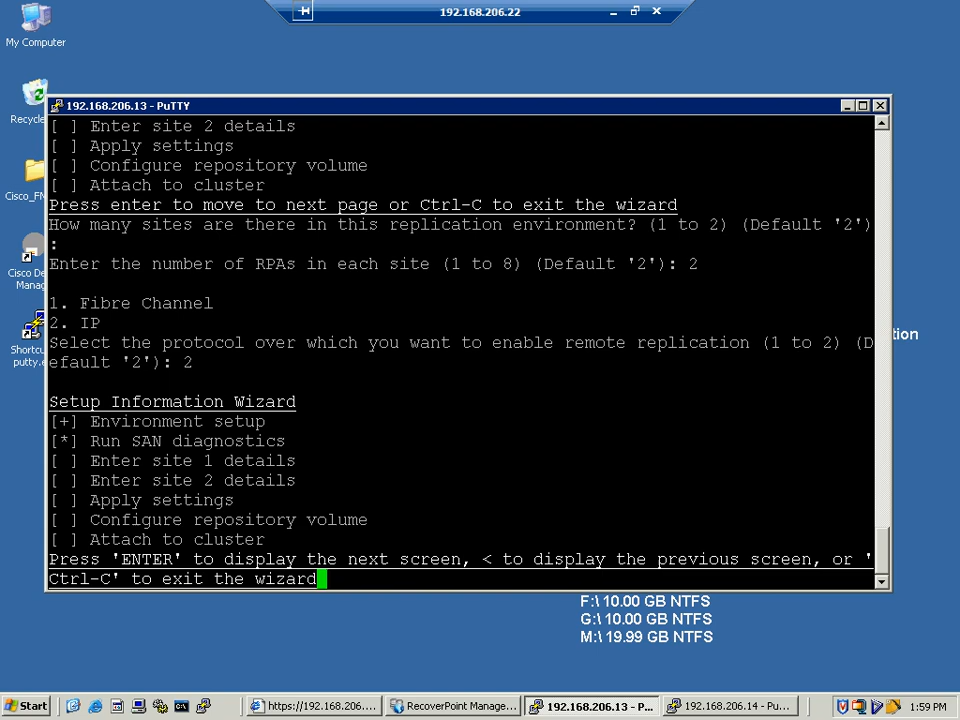 192.168.206.22
My Computer
Recycle
Cisco_FM
Cisco De
Manag
Shortcu
putty.e
192.168.206.13 - PuTTY
[ ] Enter site 2 details
[ ] Apply settings
[ ] Configure repository volume
[ ] Attach to cluster
Press enter to move to next page or Ctrl-C to exit the wizard
How many sites are there in this replication environment? (1 to 2) (Default '2')
:
Enter the number of RPAs in each site (1 to 8) (Default '2'): 2
1. Fibre Channel
2. IP
Select the protocol over which you want to enable remote replication (1 to 2) (D
efault '2'): 2
Setup Information Wizard
[+] Environment setup
[*] Run SAN diagnostics
[ ] Enter site 1 details
[ ] Enter site 2 details
[ ] Apply settings
[ ] Configure repository volume
[ ] Attach to cluster
Press 'ENTER' to display the next screen, < to display the previous screen, or '
Ctrl-C' to exit the wizard
tion
F:\ 10.00 GB NTFS
G:\ 10.00 GB NTFS
M:\ 19.99 GB NTFS
Start
https://192.168.206....
RecoverPoint Manage...
192.168.206.13 - P...
192.168.206.14 - Pu...
1:59 PM